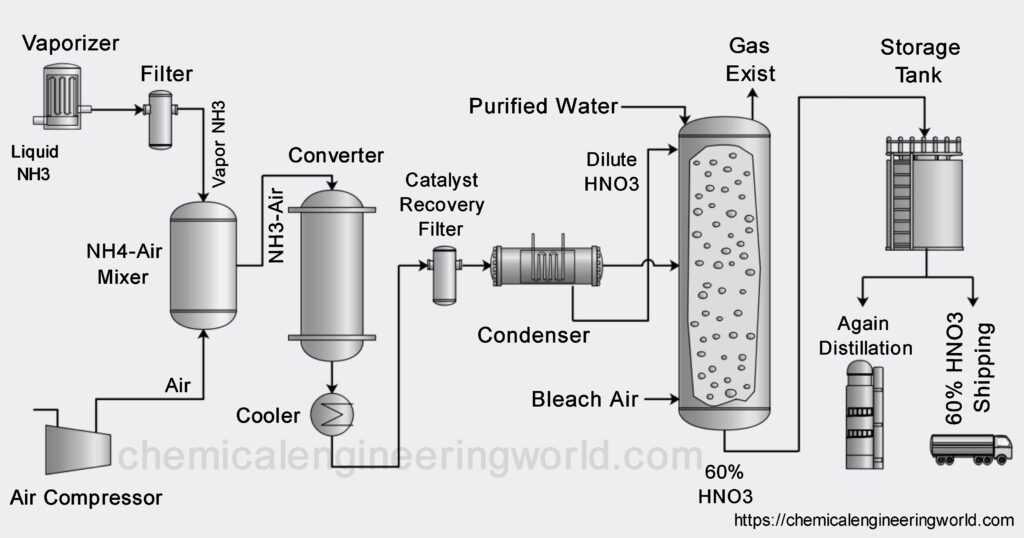 Vaporizer
Filter
Liquid
NH3
Vapor NH3
NH4-Air
Mixer
Air
Air Compressor
NH3-Air
Converter
Cooler
Catalyst
Recovery
Filter
Condenser
Purified Water
Dilute
HNO3
Bleach Air
Gas
Exist
60%
HNO3
Storage
Tank
Again
Distillation
60% HNO3
Shipping
chemicalengineeringworld.com
https://chemicalengineeringworld.com